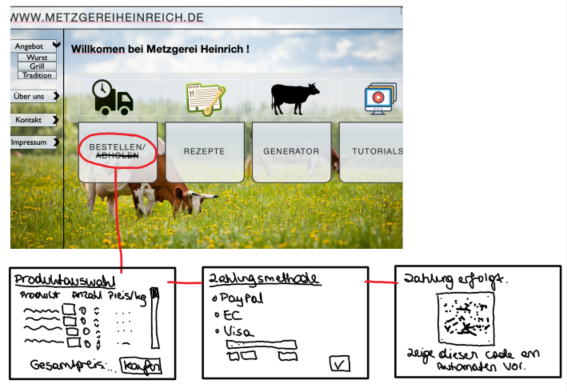 WWW.METZGEREIHEINRICH.DE
Angebot
Wurst
Grill
Tradition
Über uns
Kontakt
Impressum
Willkomen bei Metzgerei Heinrich !
BESTELLEN/
ABHOLEN
REZEPTE
GENERATOR
TUTORIALS
Produktauswahl
Produkt Anzahl Preis/kg
Gesamtpreis... kaufen
Zahlungsmethode
• PayPal
• EC
• Visa
Zahlung erfolgt.
Zeige diesen Code am
Automaten vor.